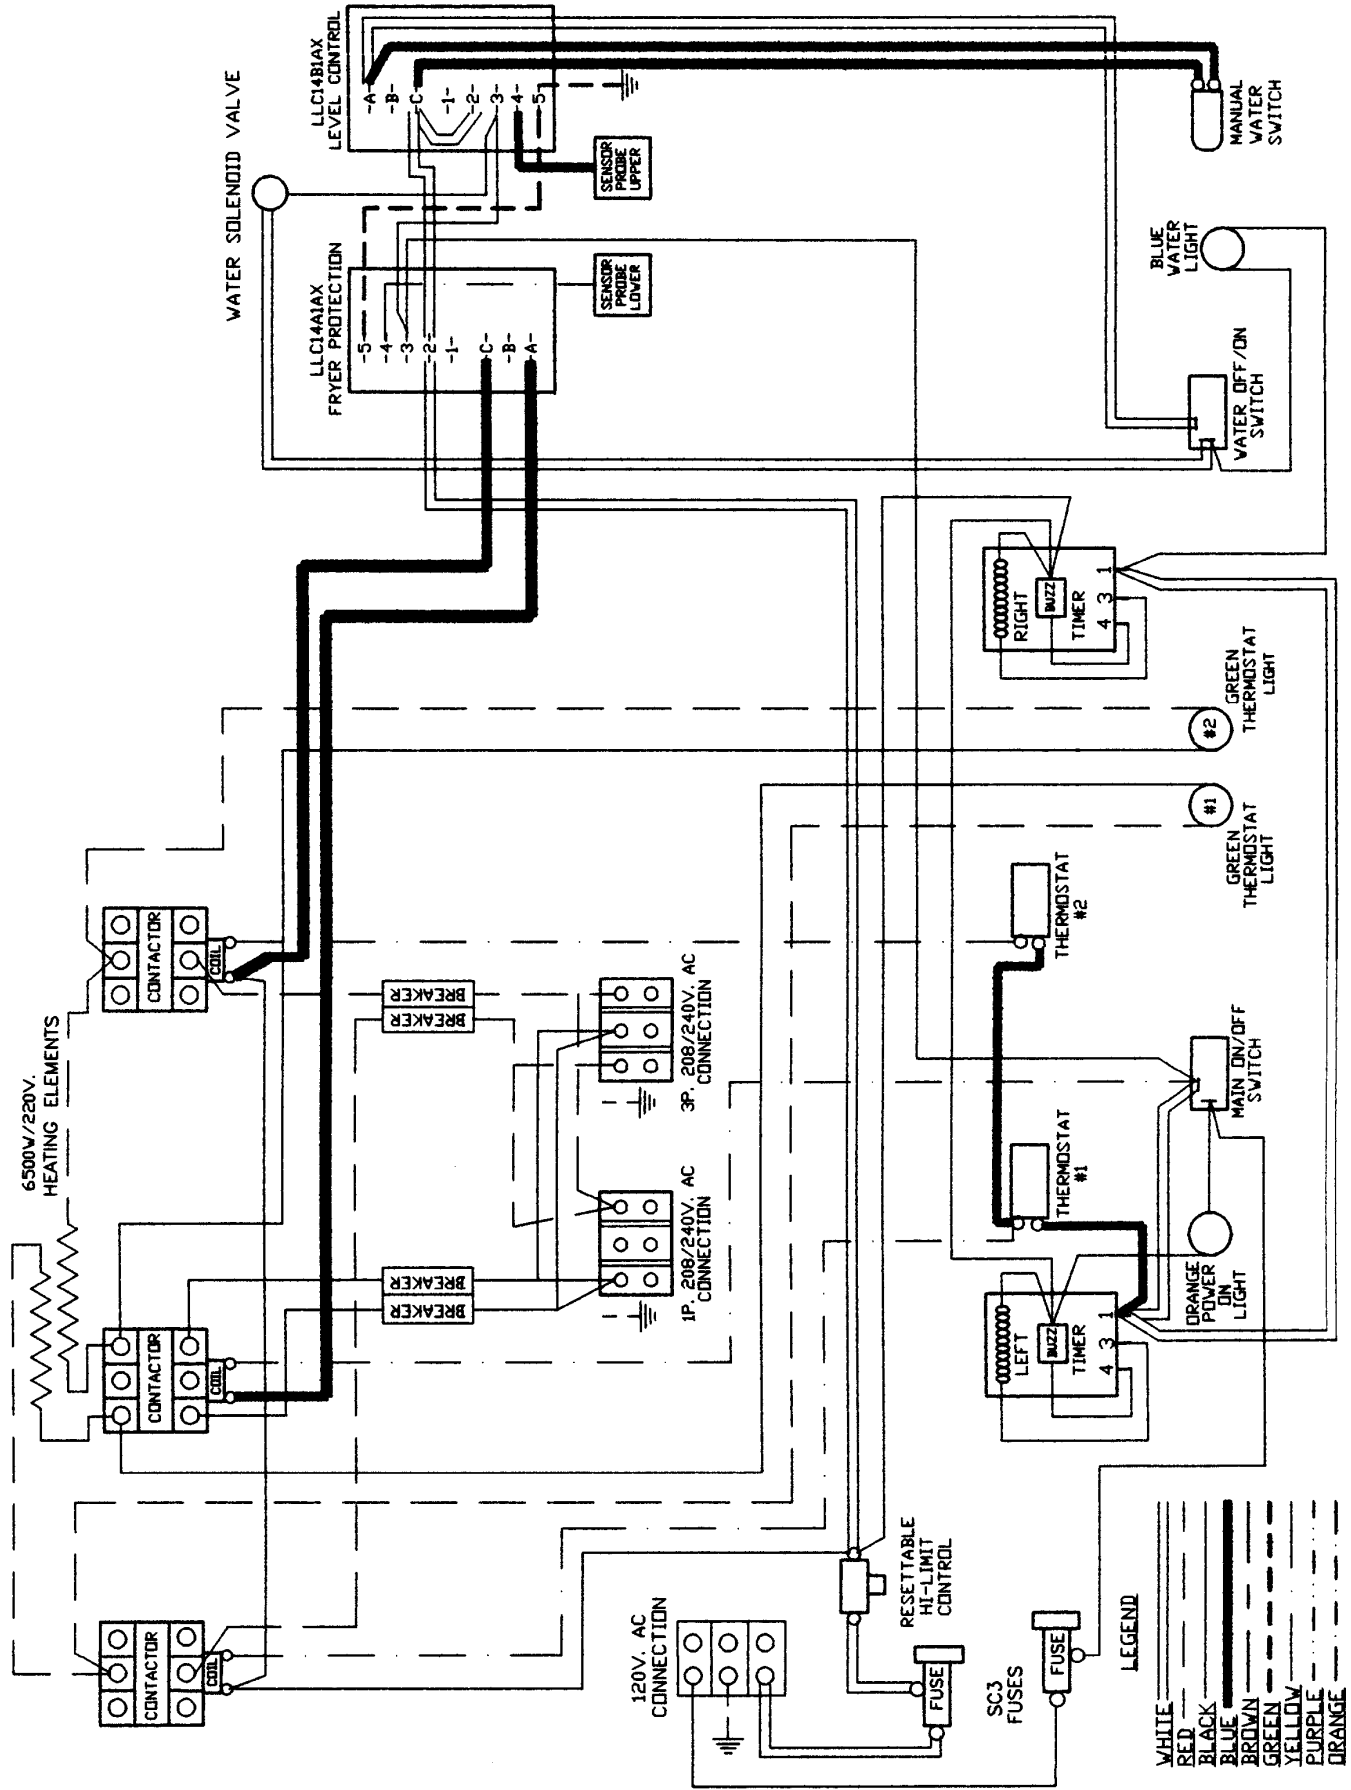 6500W/220V.
HEATING ELEMENTS
WATER SOLENOID VALVE
LLC14B1AX
LEVEL CONTROL
-A-
-B-
-C-
-1-
-2-
-3-
-4-
-5-
SENSOR
PROBE
UPPER
LLC14A1AX
FRYER PROTECTION
-5-
-4-
-3-
-2-
-1-
-C-
-B-
-A-
SENSOR
PROBE
LOWER
CONTACTOR
COIL
CONTACTOR
COIL
CONTACTOR
COIL
BREAKER
BREAKER
BREAKER
BREAKER
3P. 208/240V. AC
CONNECTION
1P. 208/240V. AC
CONNECTION
120V. AC
CONNECTION
RESETTABLE
HI-LIMIT
CONTROL
FUSE
SC3
FUSES
FUSE
MANUAL
WATER
SWITCH
BLUE
WATER
LIGHT
WATER OFF/ON
SWITCH
RIGHT
BUZZ
TIMER
4 3 1
#2
GREEN
THERMOSTAT
LIGHT
#1
GREEN
THERMOSTAT
LIGHT
THERMOSTAT
#2
THERMOSTAT
#1
MAIN ON/OFF
SWITCH
ORANGE
POWER
ON
LIGHT
LEFT
BUZZ
TIMER
4 3 1
LEGEND
WHITE
RED
BLACK
BLUE
BROWN
GREEN
YELLOW
PURPLE
ORANGE